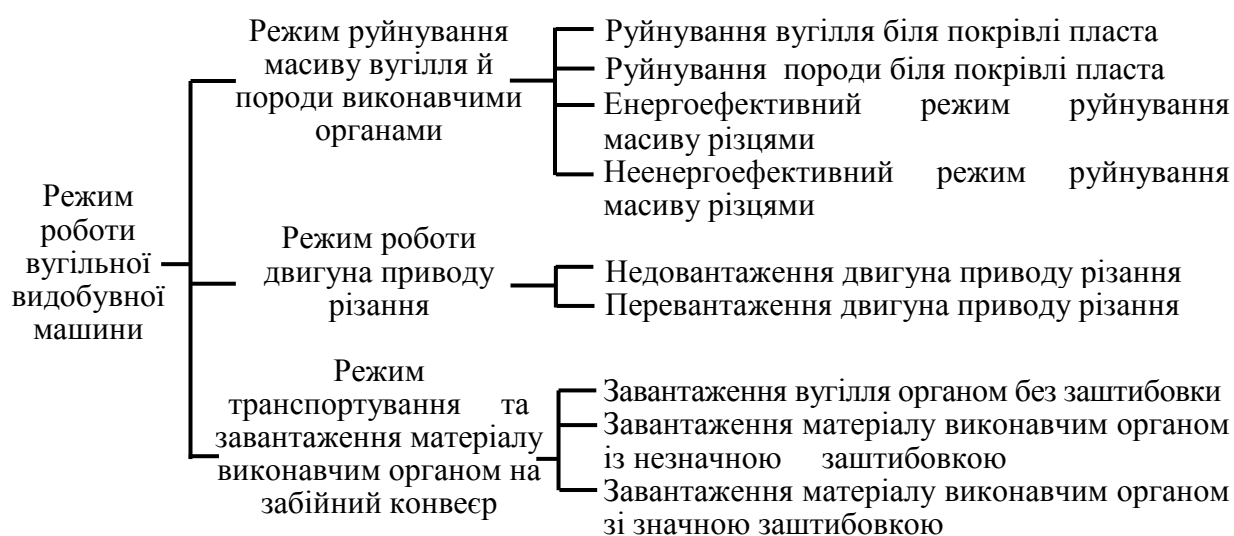 Режим
роботи
вугільної
видобувної
машини
Режим руйнування
масиву вугілля й
породи виконавчими
органами
Руйнування вугілля біля покрівлі пласта
Руйнування породи біля покрівлі пласта
Енергоефективний режим руйнування
масиву різцями
Неенергоефективний режим руйнування
масиву різцями
Режим роботи
двигуна приводу
різання
Недовантаження двигуна приводу різання
Перевантаження двигуна приводу різання
Режим
транспортування та
завантаження матеріалу
виконавчим органом на
забійний конвеєр
Завантаження вугілля органом без заштибовки
Завантаження матеріалу виконавчим органом
із незначною заштибовкою
Завантаження матеріалу виконавчим органом
зі значною заштибовкою